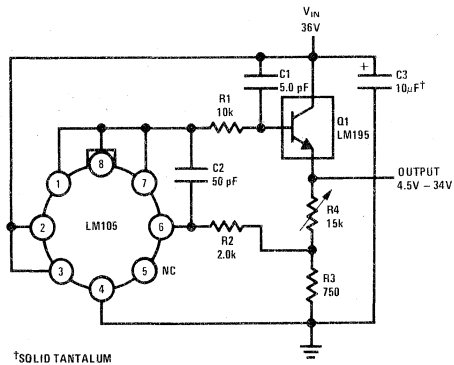 V_IN
36V
C1
5.0 pF
C3
+
10µF†
R1
10k
Q1
LM195
8
1
7
C2
50 pF
OUTPUT
4.5V – 34V
2
LM105
6
R2
2.0k
R4
15k
3
5
NC
4
R3
750
†SOLID TANTALUM